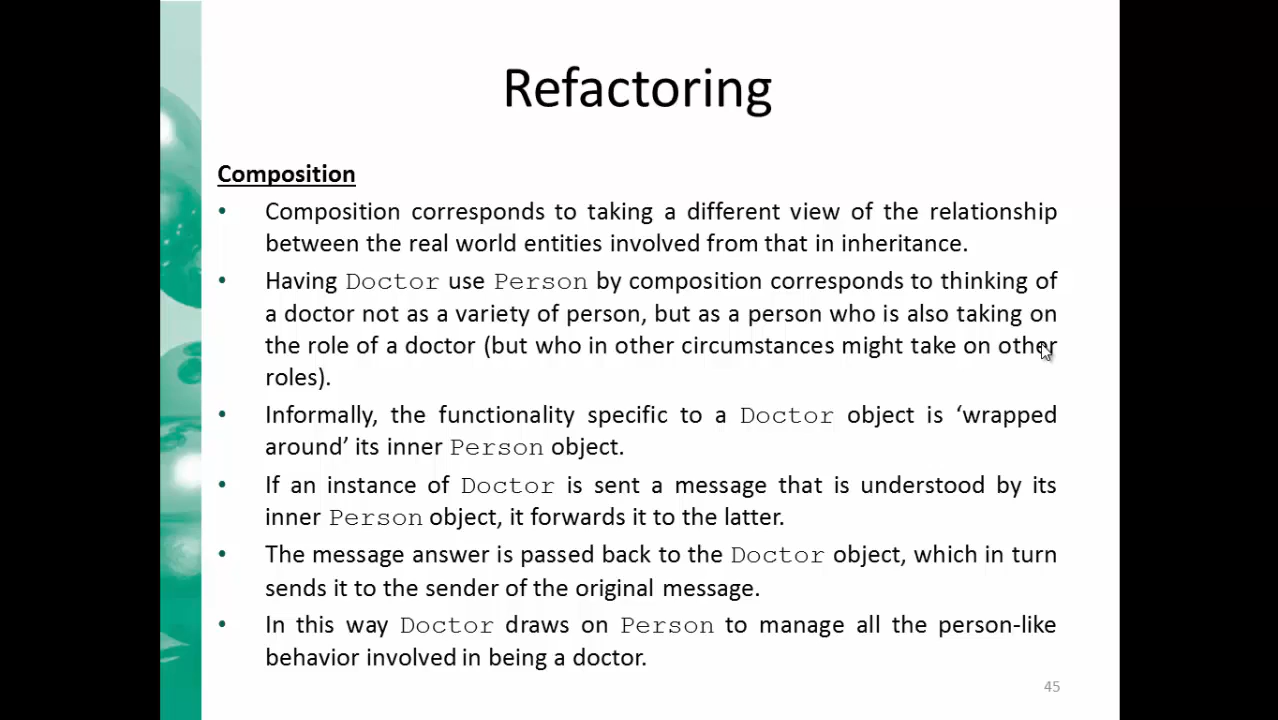 Refactoring
Composition
• Composition corresponds to taking a different view of the relationship
between the real world entities involved from that in inheritance.
• Having Doctor use Person by composition corresponds to thinking of
a doctor not as a variety of person, but as a person who is also taking on
the role of a doctor (but who in other circumstances might take on other
roles).
• Informally, the functionality specific to a Doctor object is ‘wrapped
around’ its inner Person object.
• If an instance of Doctor is sent a message that is understood by its
inner Person object, it forwards it to the latter.
• The message answer is passed back to the Doctor object, which in turn
sends it to the sender of the original message.
• In this way Doctor draws on Person to manage all the person-like
behavior involved in being a doctor.
45